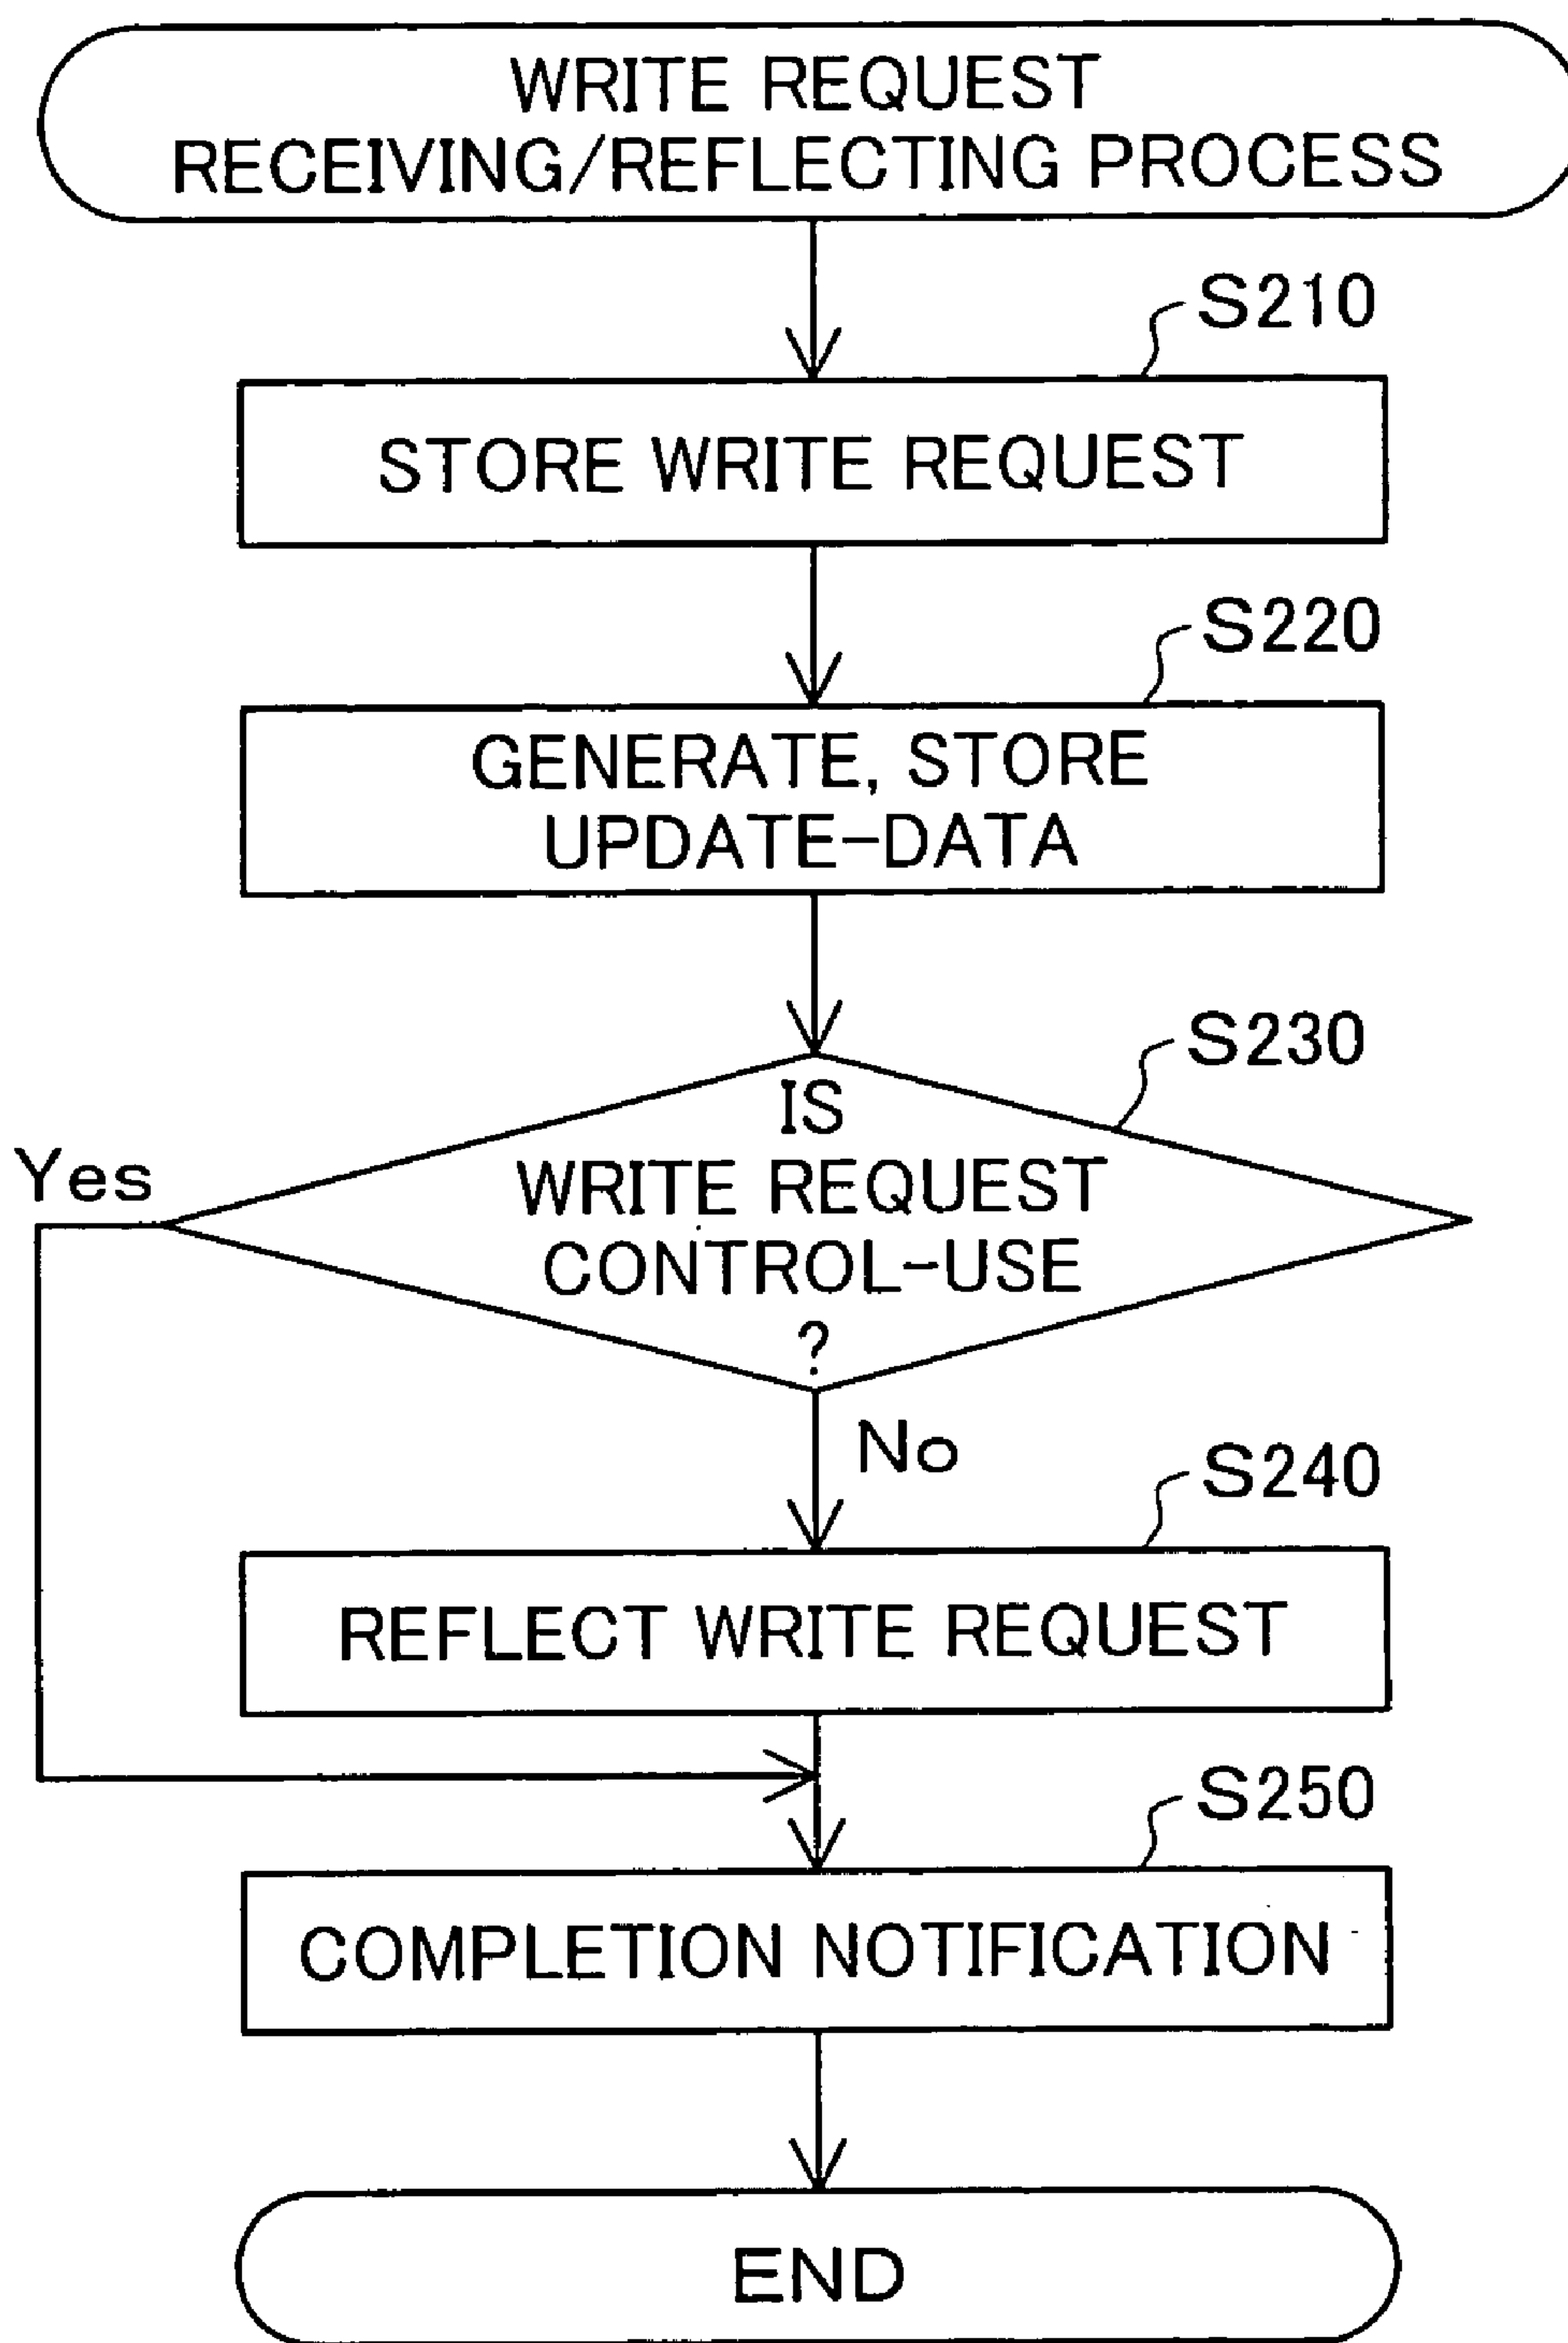 WRITE REQUEST
RECEIVING/REFLECTING PROCESS
S210
STORE WRITE REQUEST
S220
GENERATE, STORE
UPDATE-DATA
S230
IS
WRITE REQUEST
CONTROL-USE
?
Yes
No
S240
REFLECT WRITE REQUEST
S250
COMPLETION NOTIFICATION
END